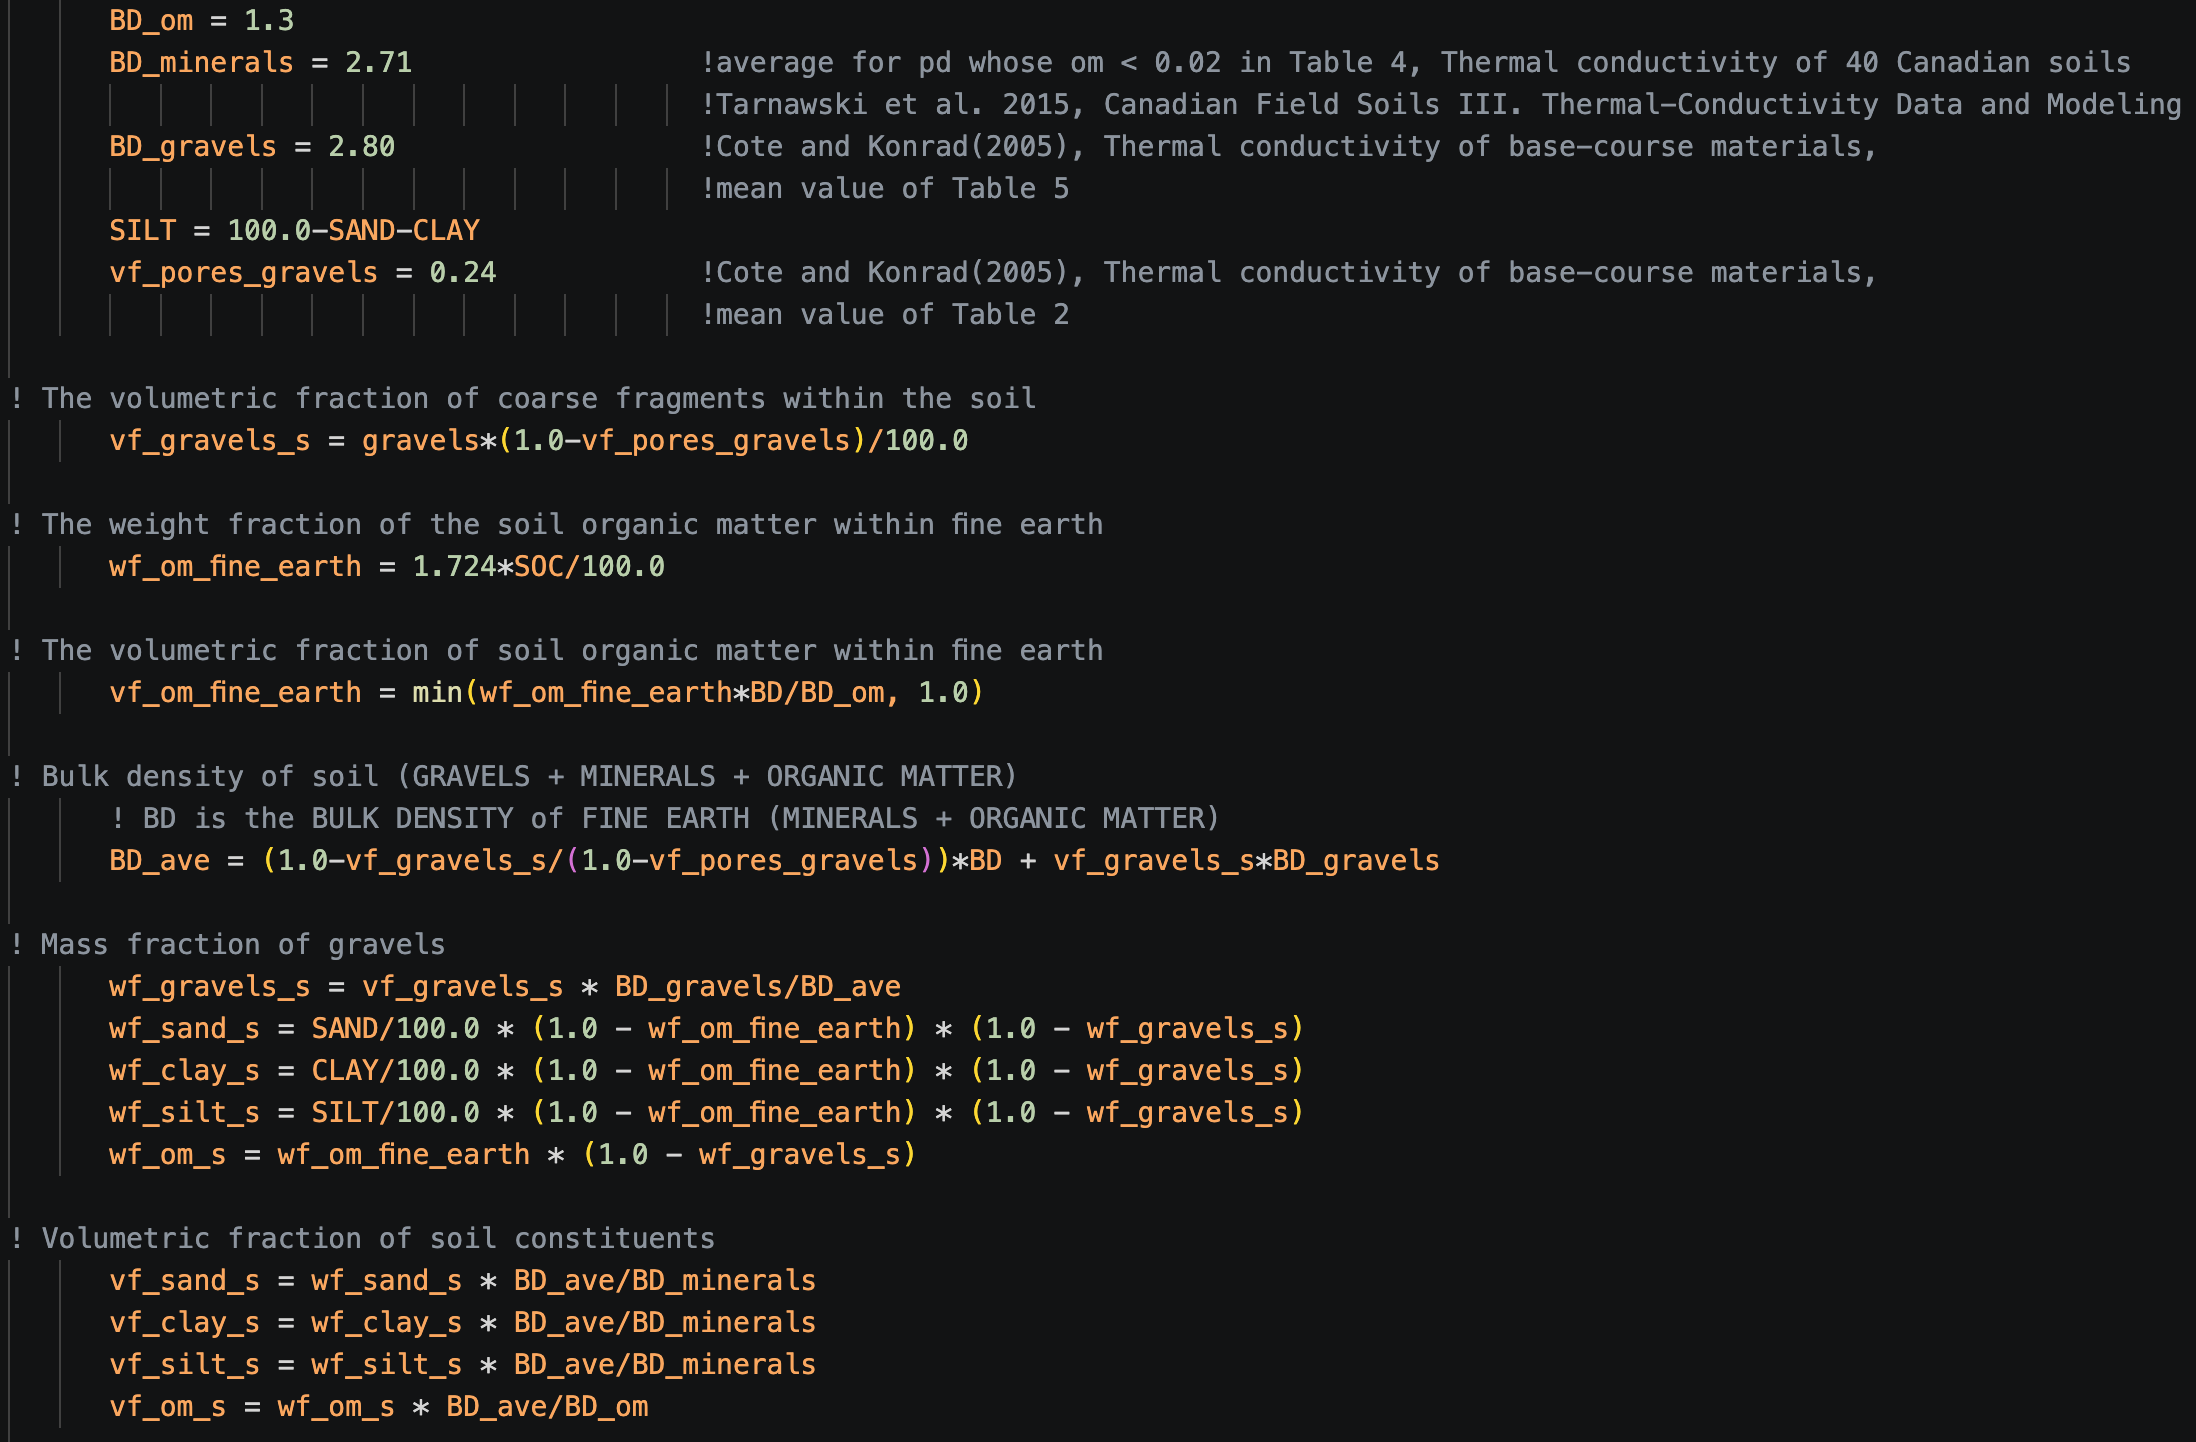 BD_om = 1.3
BD_minerals = 2.71 !average for pd whose om < 0.02 in Table 4, Thermal conductivity of 40 Canadian soils
!Tarnawski et al. 2015, Canadian Field Soils III. Thermal-Conductivity Data and Modeling
BD_gravels = 2.80 !Cote and Konrad(2005), Thermal conductivity of base-course materials,
!mean value of Table 5
SILT = 100.0-SAND-CLAY
vf_pores_gravels = 0.24 !Cote and Konrad(2005), Thermal conductivity of base-course materials,
!mean value of Table 2
! The volumetric fraction of coarse fragments within the soil
vf_gravels_s = gravels*(1.0-vf_pores_gravels)/100.0
! The weight fraction of the soil organic matter within fine earth
wf_om_fine_earth = 1.724*SOC/100.0
! The volumetric fraction of soil organic matter within fine earth
vf_om_fine_earth = min(wf_om_fine_earth*BD/BD_om, 1.0)
! Bulk density of soil (GRAVELS + MINERALS + ORGANIC MATTER)
! BD is the BULK DENSITY of FINE EARTH (MINERALS + ORGANIC MATTER)
BD_ave = (1.0-vf_gravels_s/(1.0-vf_pores_gravels))*BD + vf_gravels_s*BD_gravels
! Mass fraction of gravels
wf_gravels_s = vf_gravels_s * BD_gravels/BD_ave
wf_sand_s = SAND/100.0 * (1.0 - wf_om_fine_earth) * (1.0 - wf_gravels_s)
wf_clay_s = CLAY/100.0 * (1.0 - wf_om_fine_earth) * (1.0 - wf_gravels_s)
wf_silt_s = SILT/100.0 * (1.0 - wf_om_fine_earth) * (1.0 - wf_gravels_s)
wf_om_s = wf_om_fine_earth * (1.0 - wf_gravels_s)
! Volumetric fraction of soil constituents
vf_sand_s = wf_sand_s * BD_ave/BD_minerals
vf_clay_s = wf_clay_s * BD_ave/BD_minerals
vf_silt_s = wf_silt_s * BD_ave/BD_minerals
vf_om_s = wf_om_s * BD_ave/BD_om